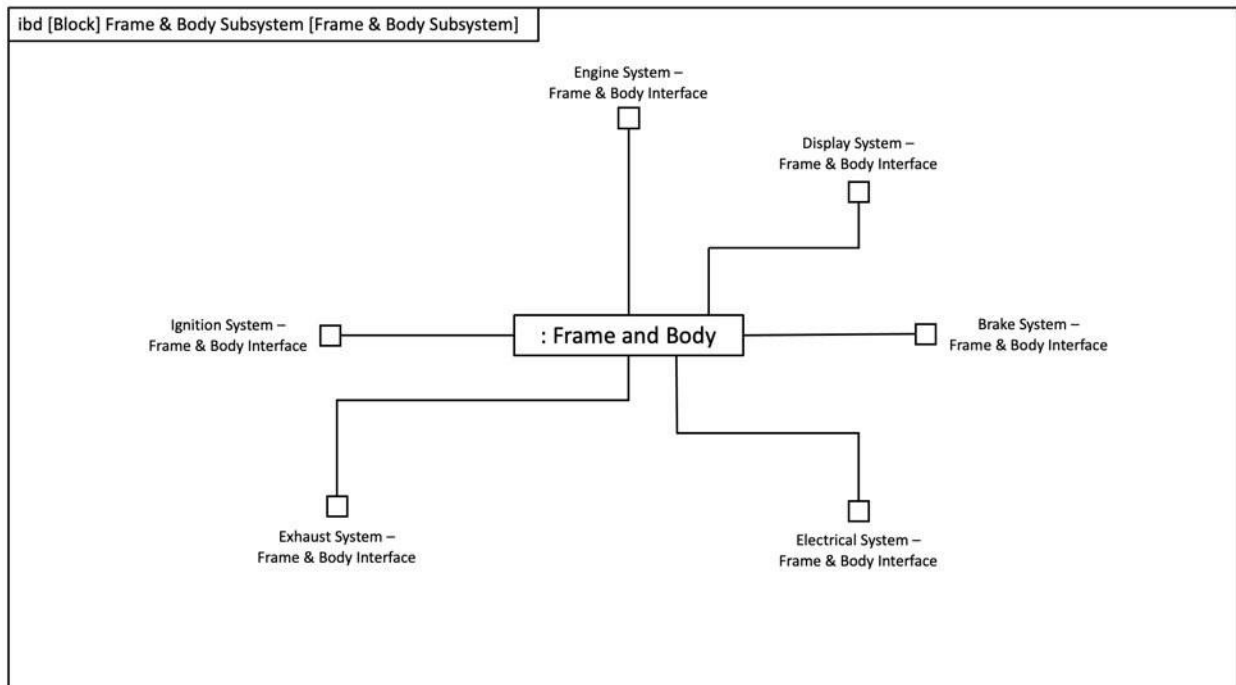 ibd [Block] Frame & Body Subsystem [Frame & Body Subsystem]
Engine System –
Frame & Body Interface
Display System –
Frame & Body Interface
Ignition System –
Frame & Body Interface
: Frame and Body
Brake System –
Frame & Body Interface
Exhaust System –
Frame & Body Interface
Electrical System –
Frame & Body Interface